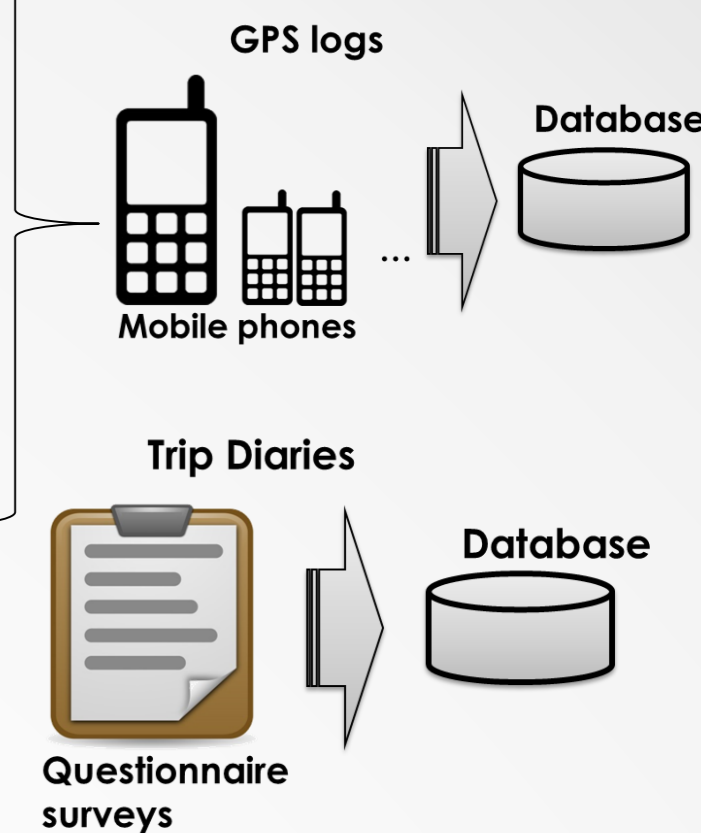 GPS logs
Database
...
Mobile phones
Trip Diaries
Database
Questionnaire
surveys